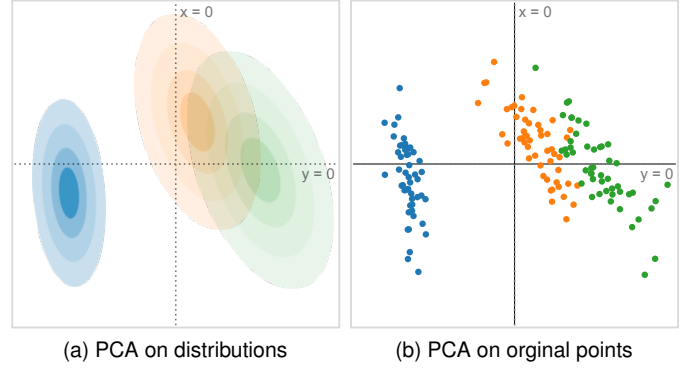 x = 0
y = 0
x = 0
y = 0
(a) PCA on distributions
(b) PCA on orginal points